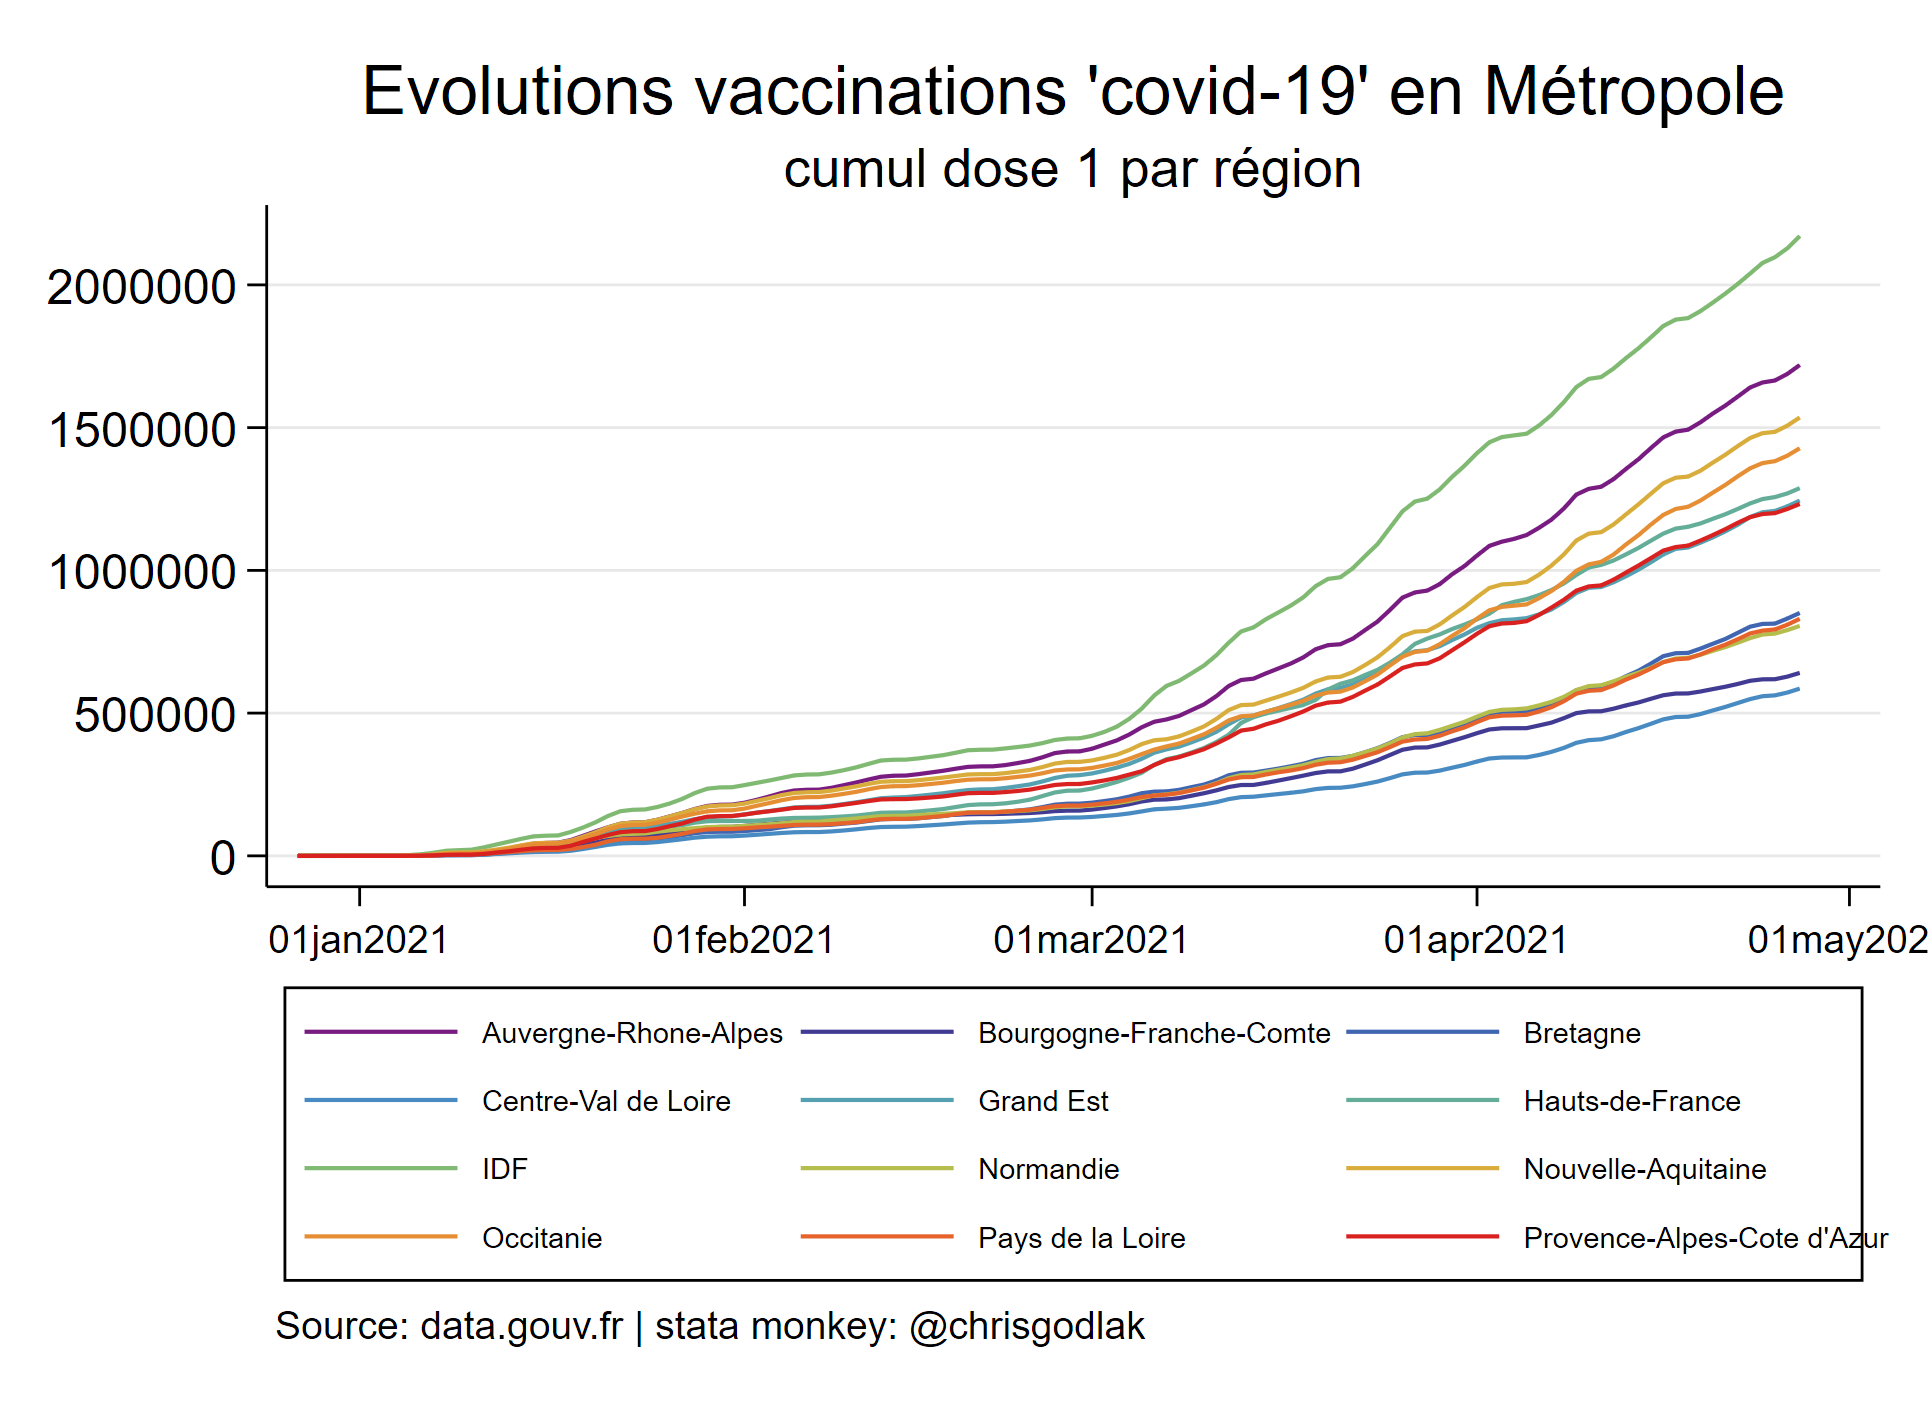 Evolutions vaccinations 'covid-19' en Métropole
cumul dose 1 par région
2000000
1500000
1000000
500000
0
01jan2021 01feb2021 01mar2021 01apr2021 01may202
Auvergne-Rhone-Alpes Bourgogne-Franche-Comte Bretagne
Centre-Val de Loire Grand Est Hauts-de-France
IDF Normandie Nouvelle-Aquitaine
Occitanie Pays de la Loire Provence-Alpes-Cote d'Azur
Source: data.gouv.fr | stata monkey: @chrisgodlak